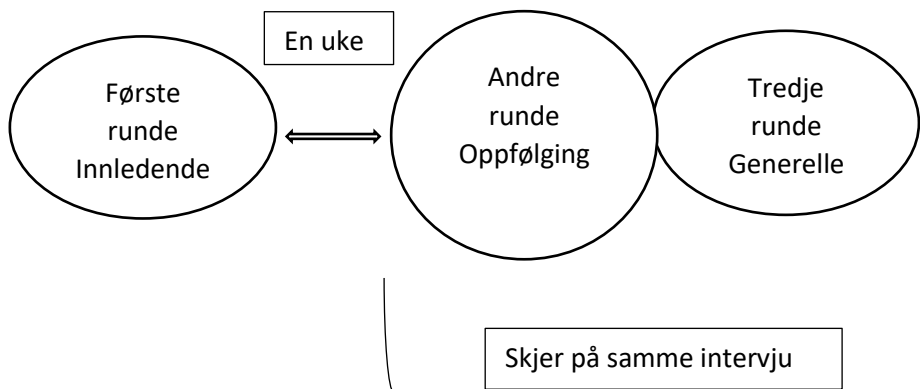 En uke
Første
runde
Innledende
Andre
runde
Oppfølging
Tredje
runde
Generelle
Skjer på samme intervju